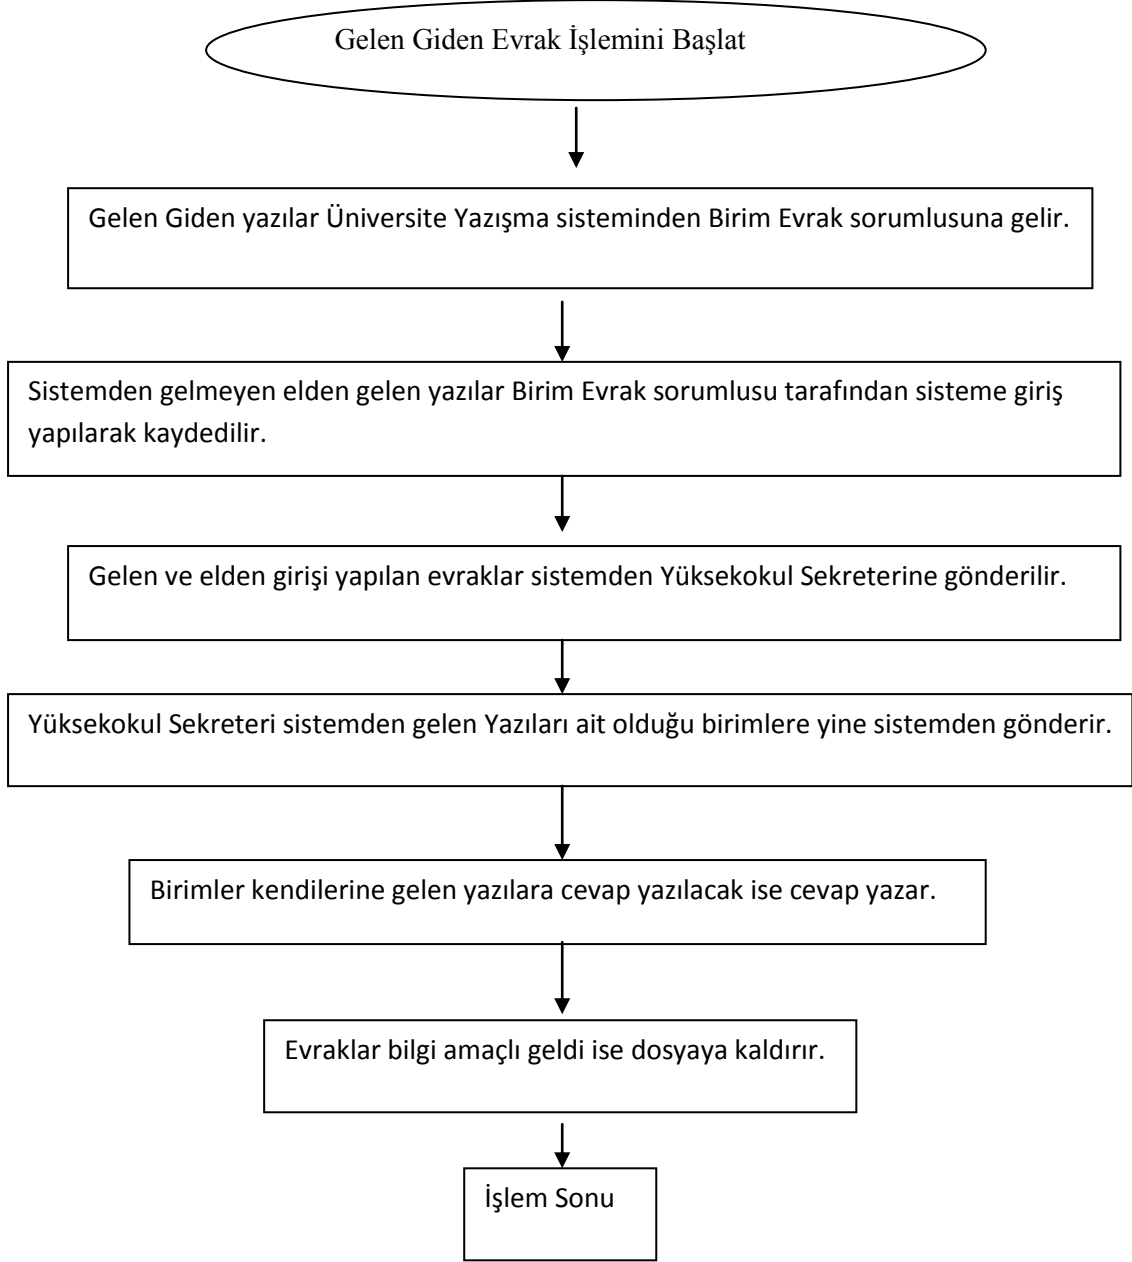 Gelen Giden Evrak İşlemini Başlat
Gelen Giden yazılar Üniversite Yazışma sisteminden Birim Evrak sorumlusuna gelir.
Sistemden gelmeyen elden gelen yazılar Birim Evrak sorumlusu tarafından sisteme giriş
yapılarak kaydedilir.
Gelen ve elden girişi yapılan evraklar sistemden Yüksekokul Sekreterine gönderilir.
Yüksekokul Sekreteri sistemden gelen Yazıları ait olduğu birimlere yine sistemden gönderir.
Birimler kendilerine gelen yazılara cevap yazılacak ise cevap yazar.
Evraklar bilgi amaçlı geldi ise dosyaya kaldırır.
İşlem Sonu